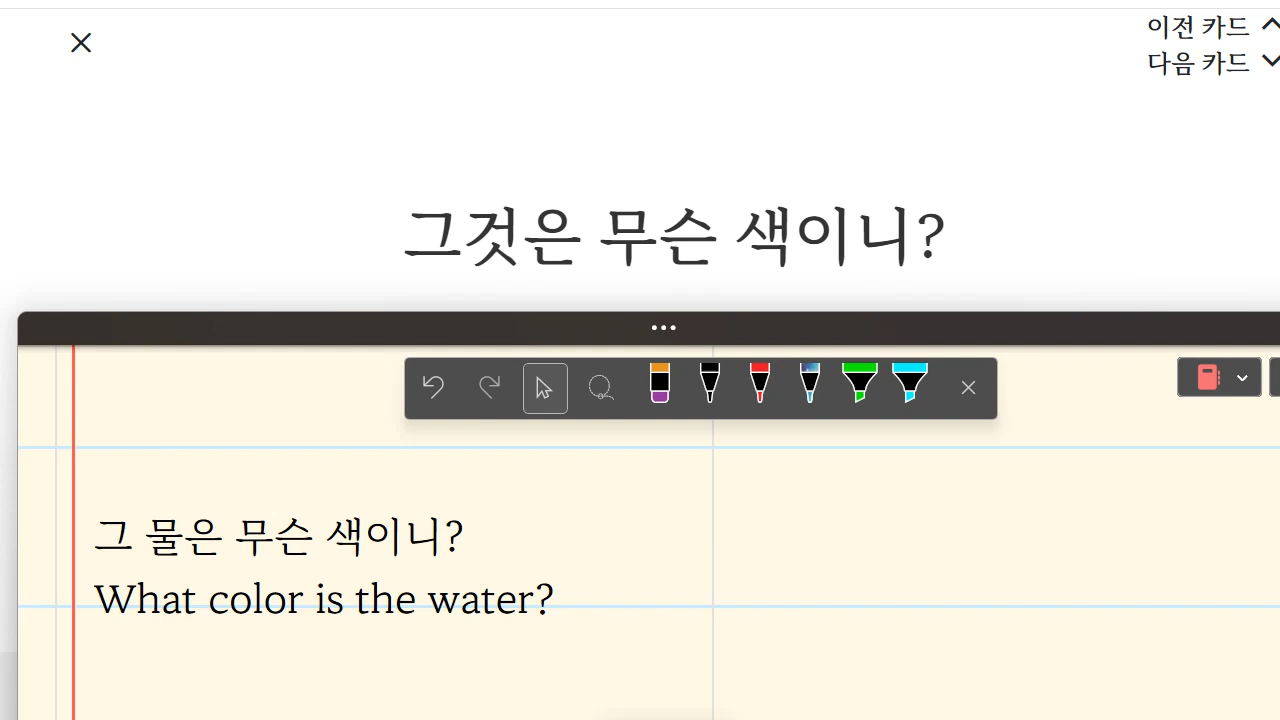 이전 카드
다음 카드
그것은 무슨 색이니?
그 물은 무슨 색이니?
What color is the water?